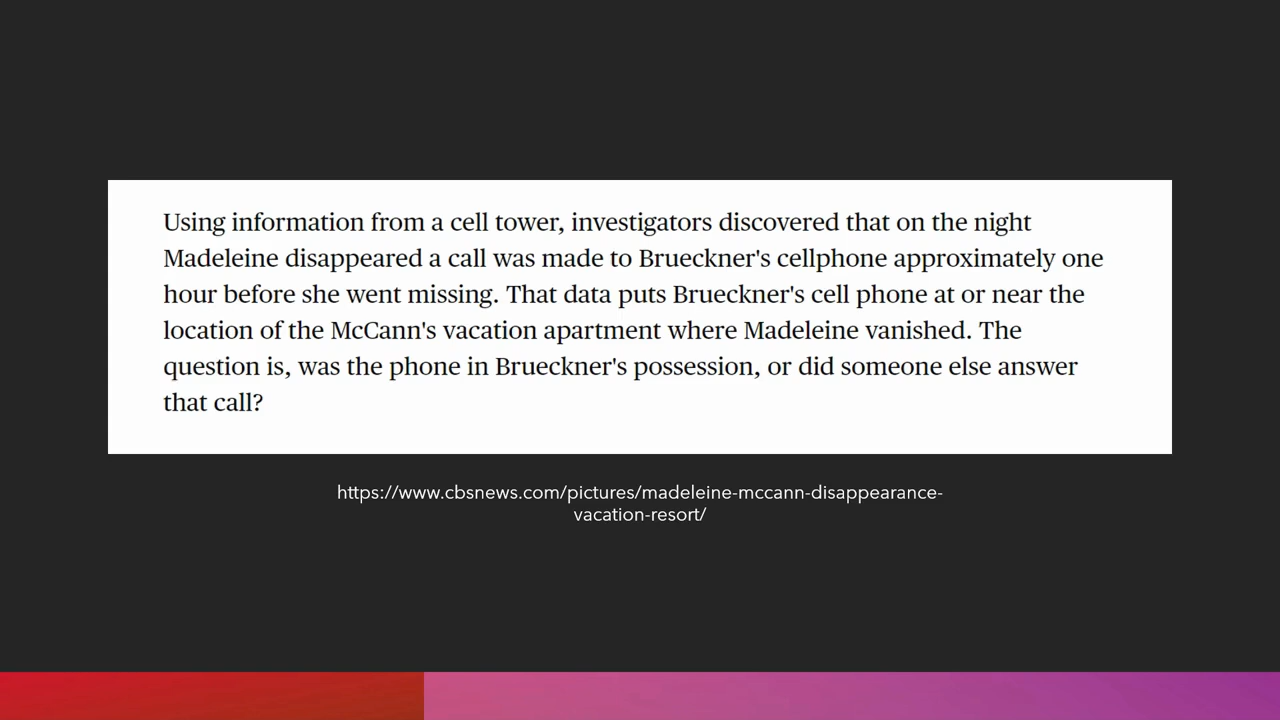 Using information from a cell tower, investigators discovered that on the night
Madeleine disappeared a call was made to Brueckner's cellphone approximately one
hour before she went missing. That data puts Brueckner's cell phone at or near the
location of the McCann's vacation apartment where Madeleine vanished. The
question is, was the phone in Brueckner's possession, or did someone else answer
that call?
https://www.cbsnews.com/pictures/madeleine-mccann-disappearance-
vacation-resort/